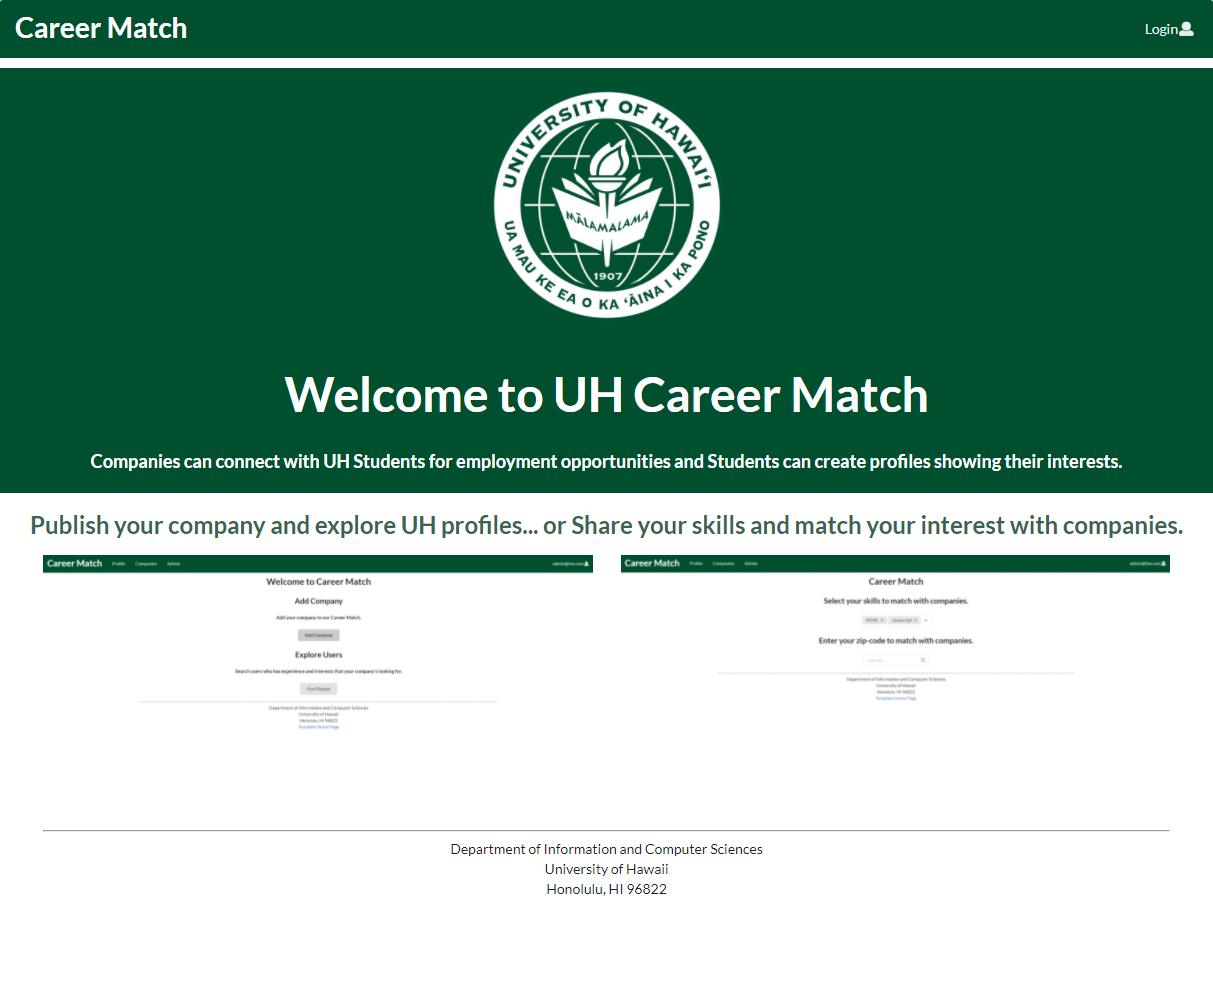 Career Match
Login
UNIVERSITY OF HAWAIʻI
MĀLAMALAMA
1907
UA MAU KE EA O KA ʻĀINA I KA PONO
Welcome to UH Career Match
Companies can connect with UH Students for employment opportunities and Students can create profiles showing their interests.
Publish your company and explore UH profiles... or Share your skills and match your interest with companies.
Career Match Profile Companies Admin admin@foo.com
Welcome to Career Match
Add Company
Add your company to our Career Match.
Add Company
Explore Users
Search users who has experience and interests that your company's looking for.
Find People
Department of Information and Computer Sciences
University of Hawaii
Honolulu, HI 96822
Template Home Page
Career Match Profile Companies Admin admin@foo.com
Career Match
Select your skills to match with companies.
HTML Javascript
Enter your zip-code to match with companies.
Department of Information and Computer Sciences
University of Hawaii
Honolulu, HI 96822
Template Home Page
Department of Information and Computer Sciences
University of Hawaii
Honolulu, HI 96822